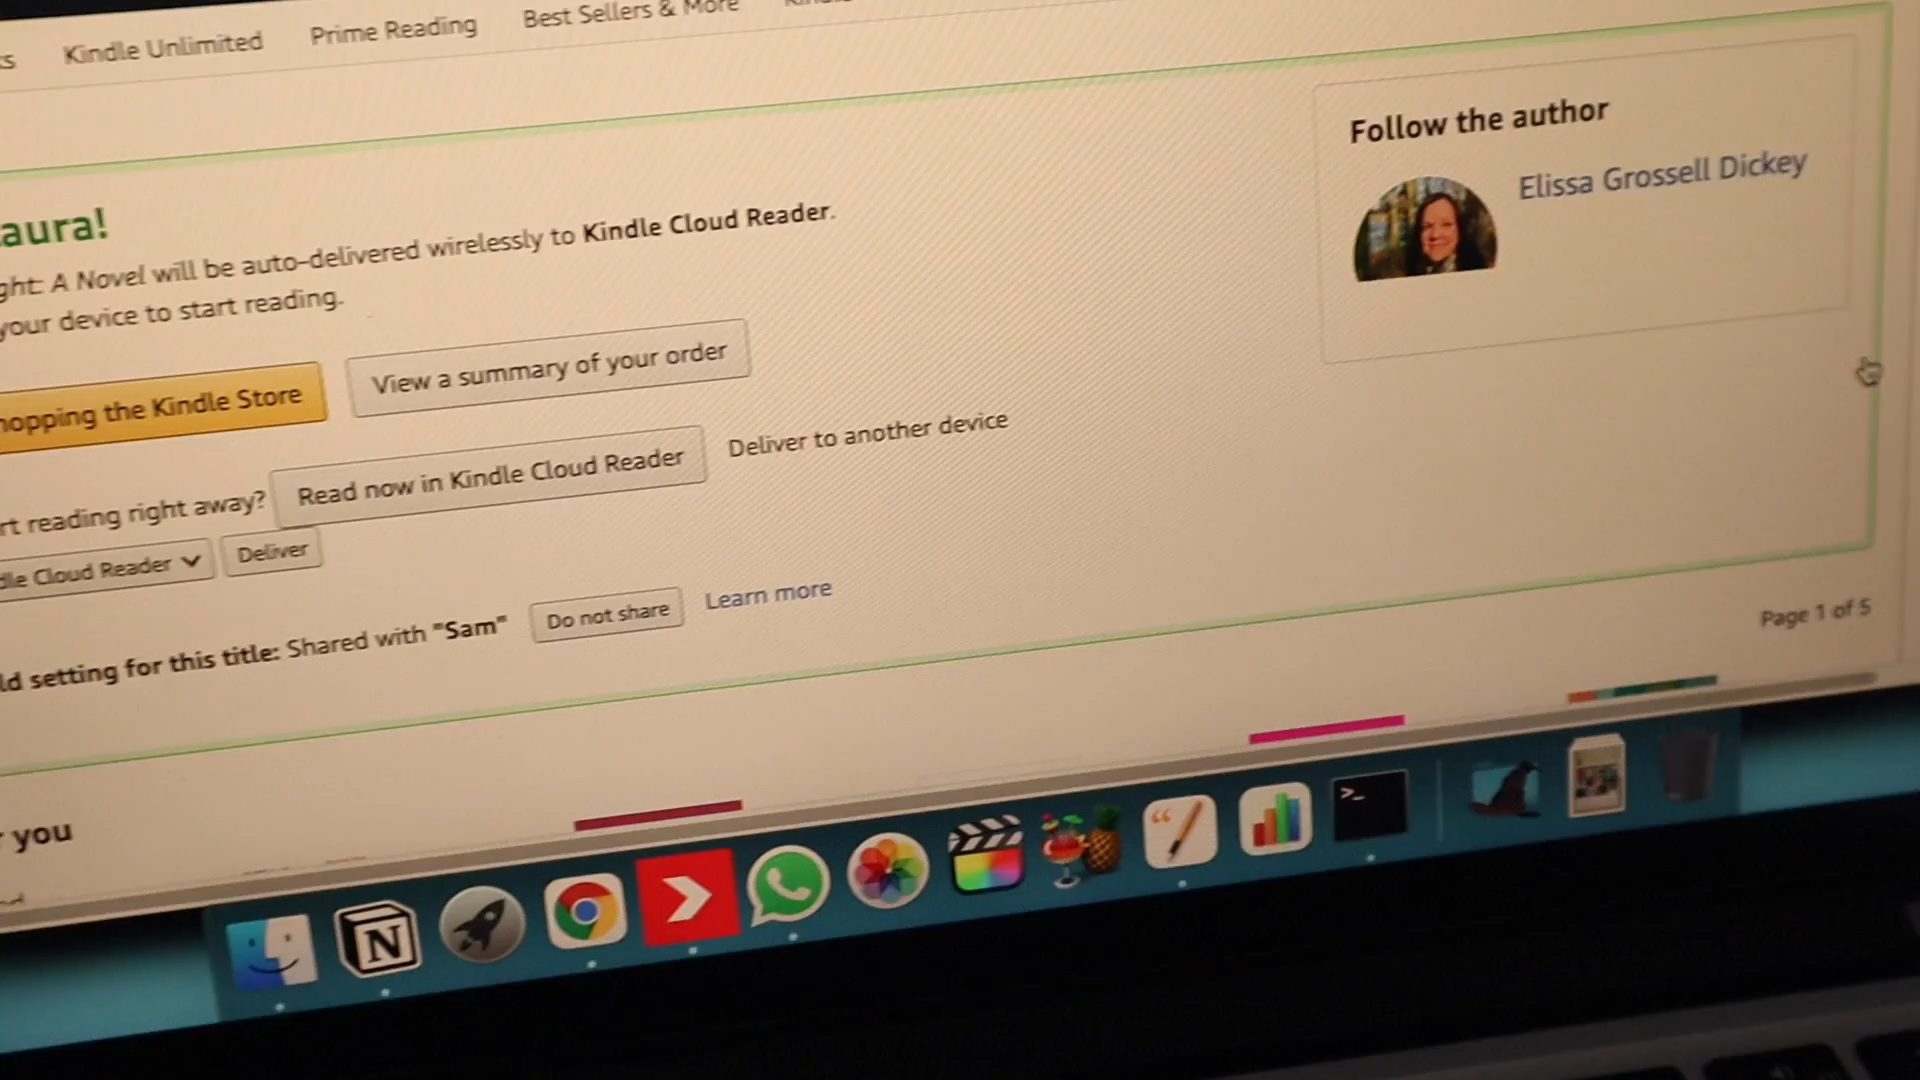 Kindle Unlimited Prime Reading Best Sellers & More
Follow the author
Elissa Grossell Dickey
aura!
ght: A Novel will be auto-delivered wirelessly to Kindle Cloud Reader.
your device to start reading.
hopping the Kindle Store View a summary of your order
rt reading right away? Read now in Kindle Cloud Reader Deliver to another device
dle Cloud Reader Deliver
ld setting for this title: Shared with "Sam" Do not share Learn more
Page 1 of 5
r you
N
>_